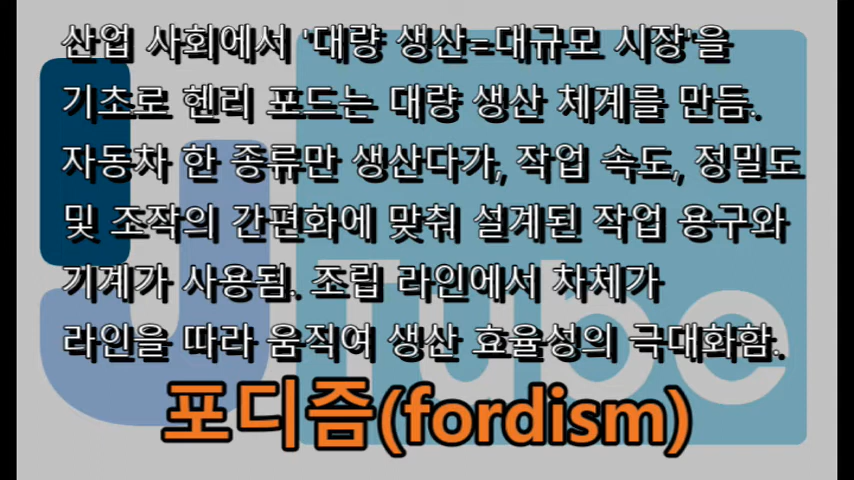 산업 사회에서 '대량 생산=대규모 시장'을
기초로 헨리 포드는 대량 생산 체계를 만듬.
자동차 한 종류만 생산다가, 작업 속도, 정밀도
및 조작의 간편화에 맞춰 설계된 작업 용구와
기계가 사용됨. 조립 라인에서 차체가
라인을 따라 움직여 생산 효율성의 극대화함.
포디즘(fordism)
J Tube